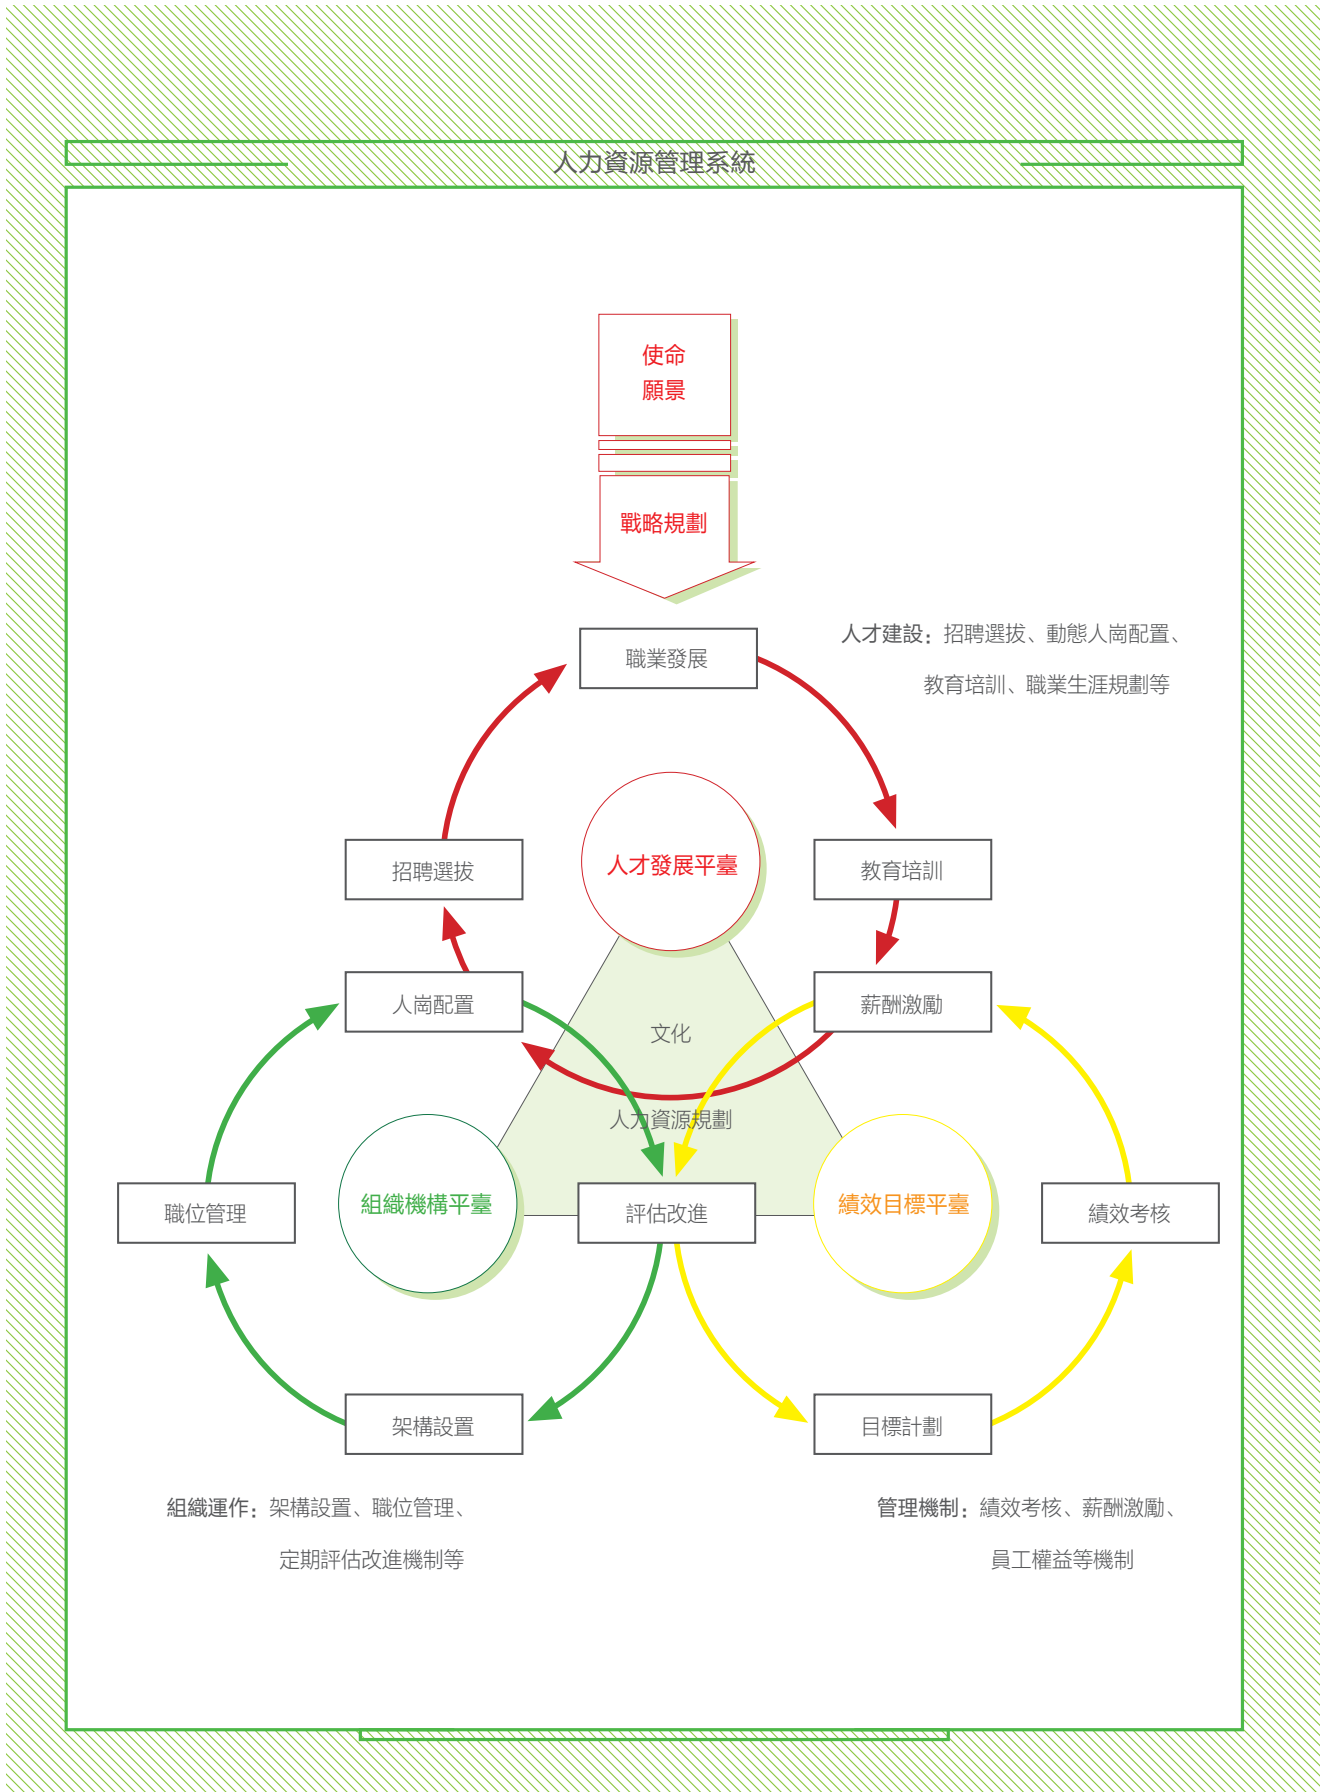 人力資源管理系統
使命
願景
戰略規劃
職業發展
人才建設：招聘選拔、動態人崗配置、
教育培訓、職業生涯規劃等
人才發展平臺
招聘選拔
教育培訓
人崗配置
薪酬激勵
文化
人力資源規劃
組織機構平臺
績效目標平臺
職位管理
評估改進
績效考核
架構設置
目標計劃
組織運作：架構設置、職位管理、
定期評估改進機制等
管理機制：績效考核、薪酬激勵、
員工權益等機制